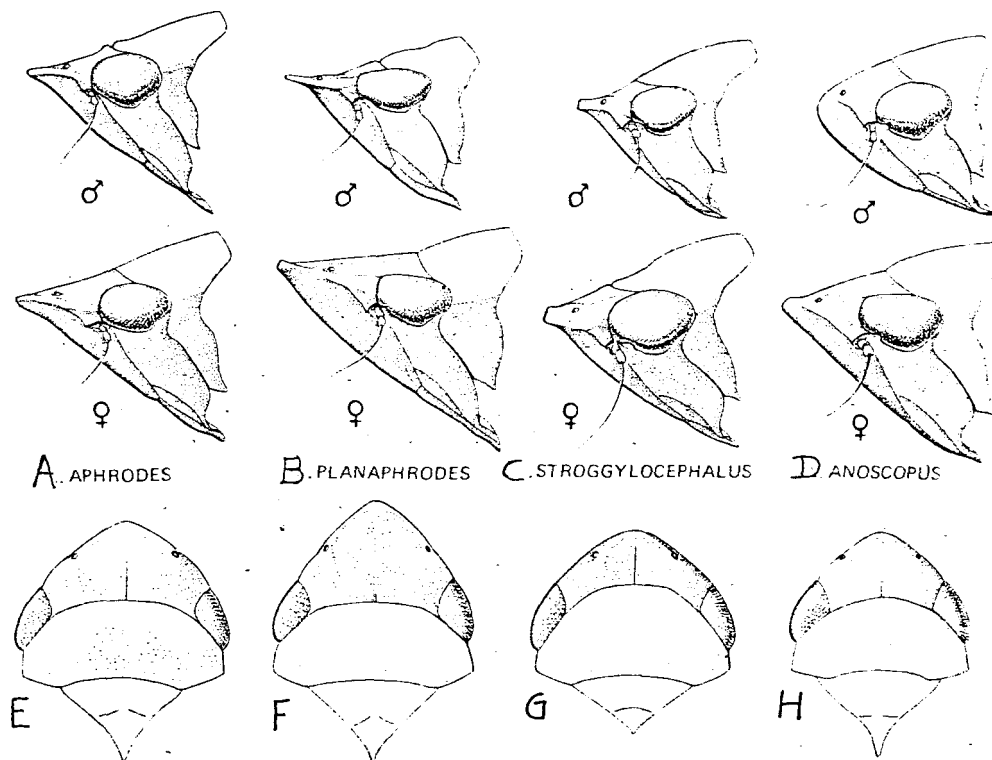 ♂ ♂ ♂ ♂
♀ ♀ ♀ ♀
A. APHRODES B. PLANAPHRODES C. STROGGYLOCEPHALUS D. ANOSCOPUS
E F G H